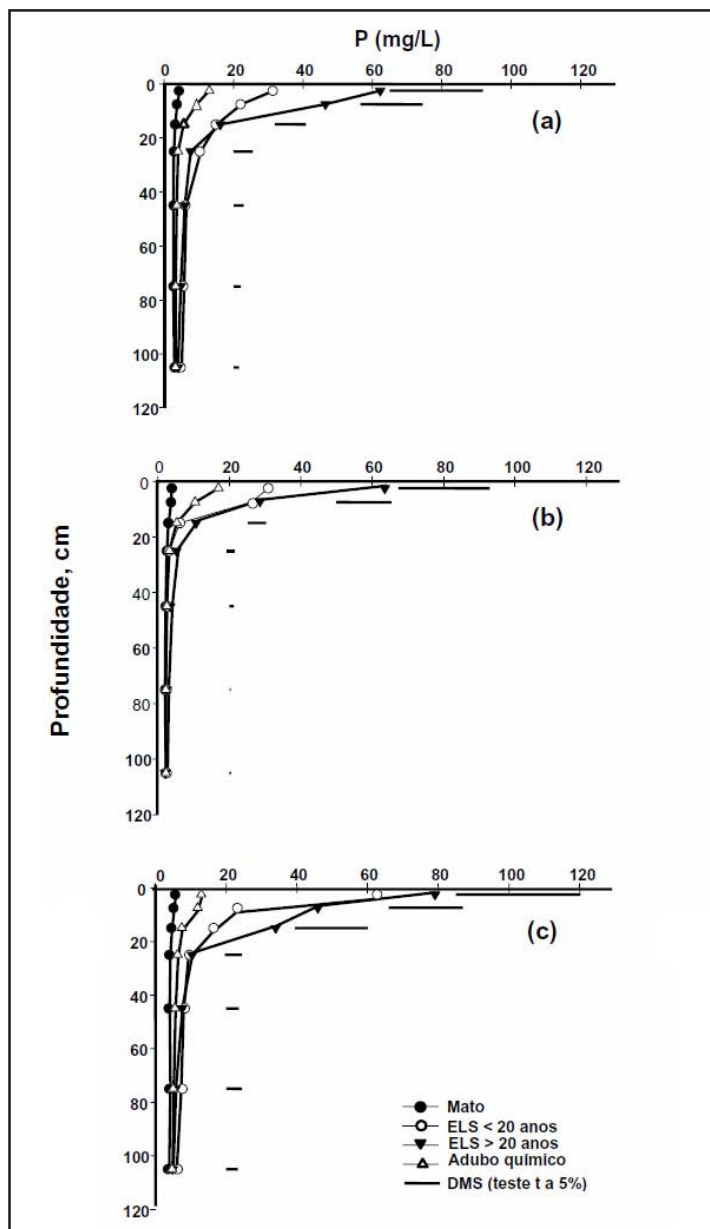 P (mg/L)
0 20 40 60 80 100 120
0
20
40
60
80
100
120
(a)
0 20 40 60 80 100 120
0
20
40
60
80
100
120
(b)
Profundidade, cm
0 20 40 60 80 100 120
0
20
40
60
80
100
120
(c)
Mato
ELS < 20 anos
ELS > 20 anos
Adubo químico
DMS (teste t a 5%)